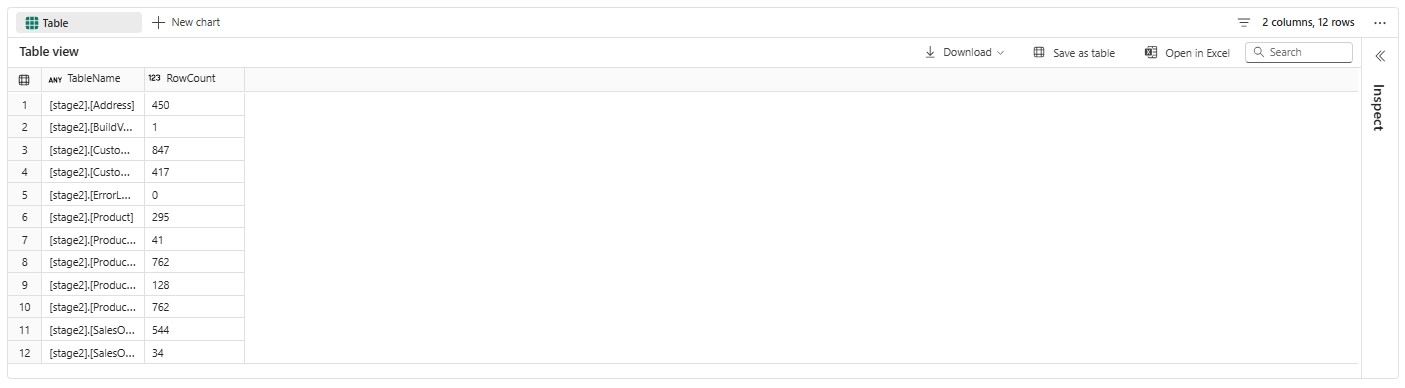 Table New chart 2 columns, 12 rows ...
Table view Download Save as table Open in Excel Search
ANY TableName 123 RowCount
1 [stage2].[Address] 450
2 [stage2].[BuildV... 1
3 [stage2].[Custo... 847
4 [stage2].[Custo... 417
5 [stage2].[ErrorL... 0
6 [stage2].[Product] 295
7 [stage2].[Produc... 41
8 [stage2].[Produc... 762
9 [stage2].[Produc... 128
10 [stage2].[Produc... 762
11 [stage2].[SalesO... 544
12 [stage2].[SalesO... 34
Inspect